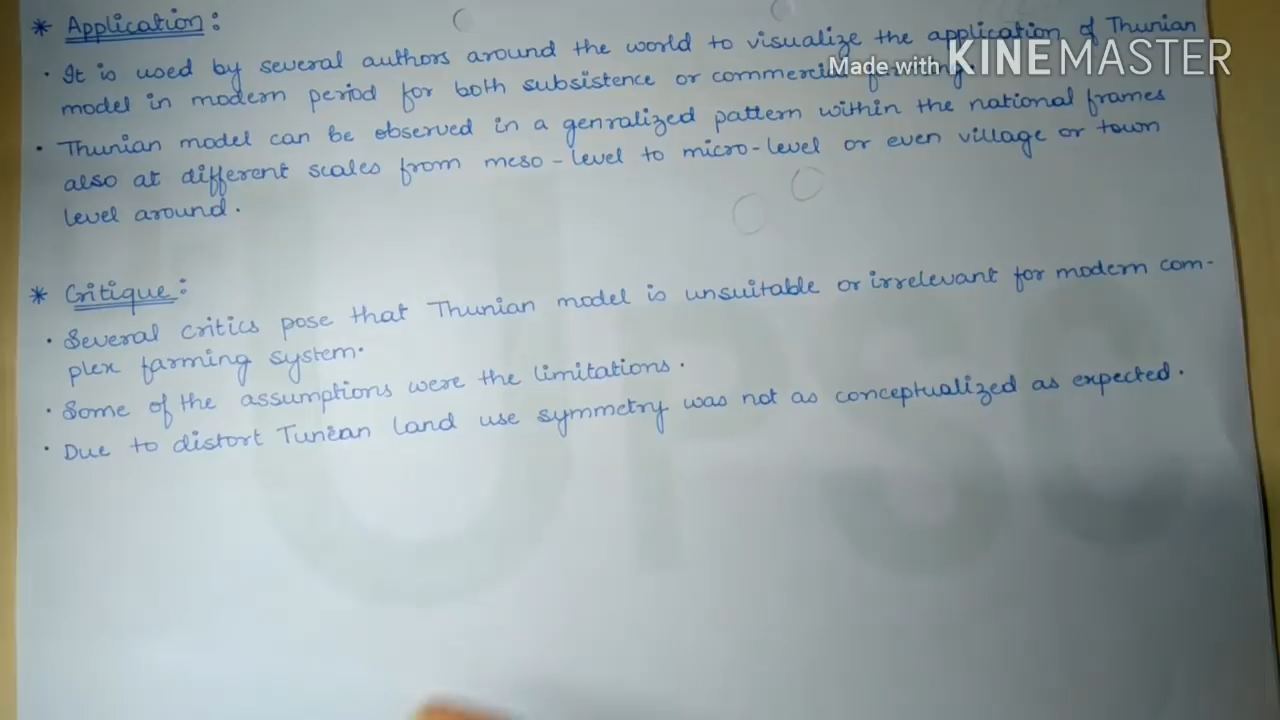 * Application:
· It is used by several authors around the world to visualize the application of Thunian
Made with KINEMASTER
model in modern period for both subsistence or commercial farming.
· Thunian model can be observed in a genralized pattern within the national frames
also at different scales from meso-level to micro-level or even village or town
level around.
* Critique:
· Several critics pose that Thunian model is unsuitable or irrelevant for modern com-
plex farming system.
· Some of the assumptions were the limitations.
· Due to distort Tunean land use symmetry was not as conceptualized as expected.
UPSC